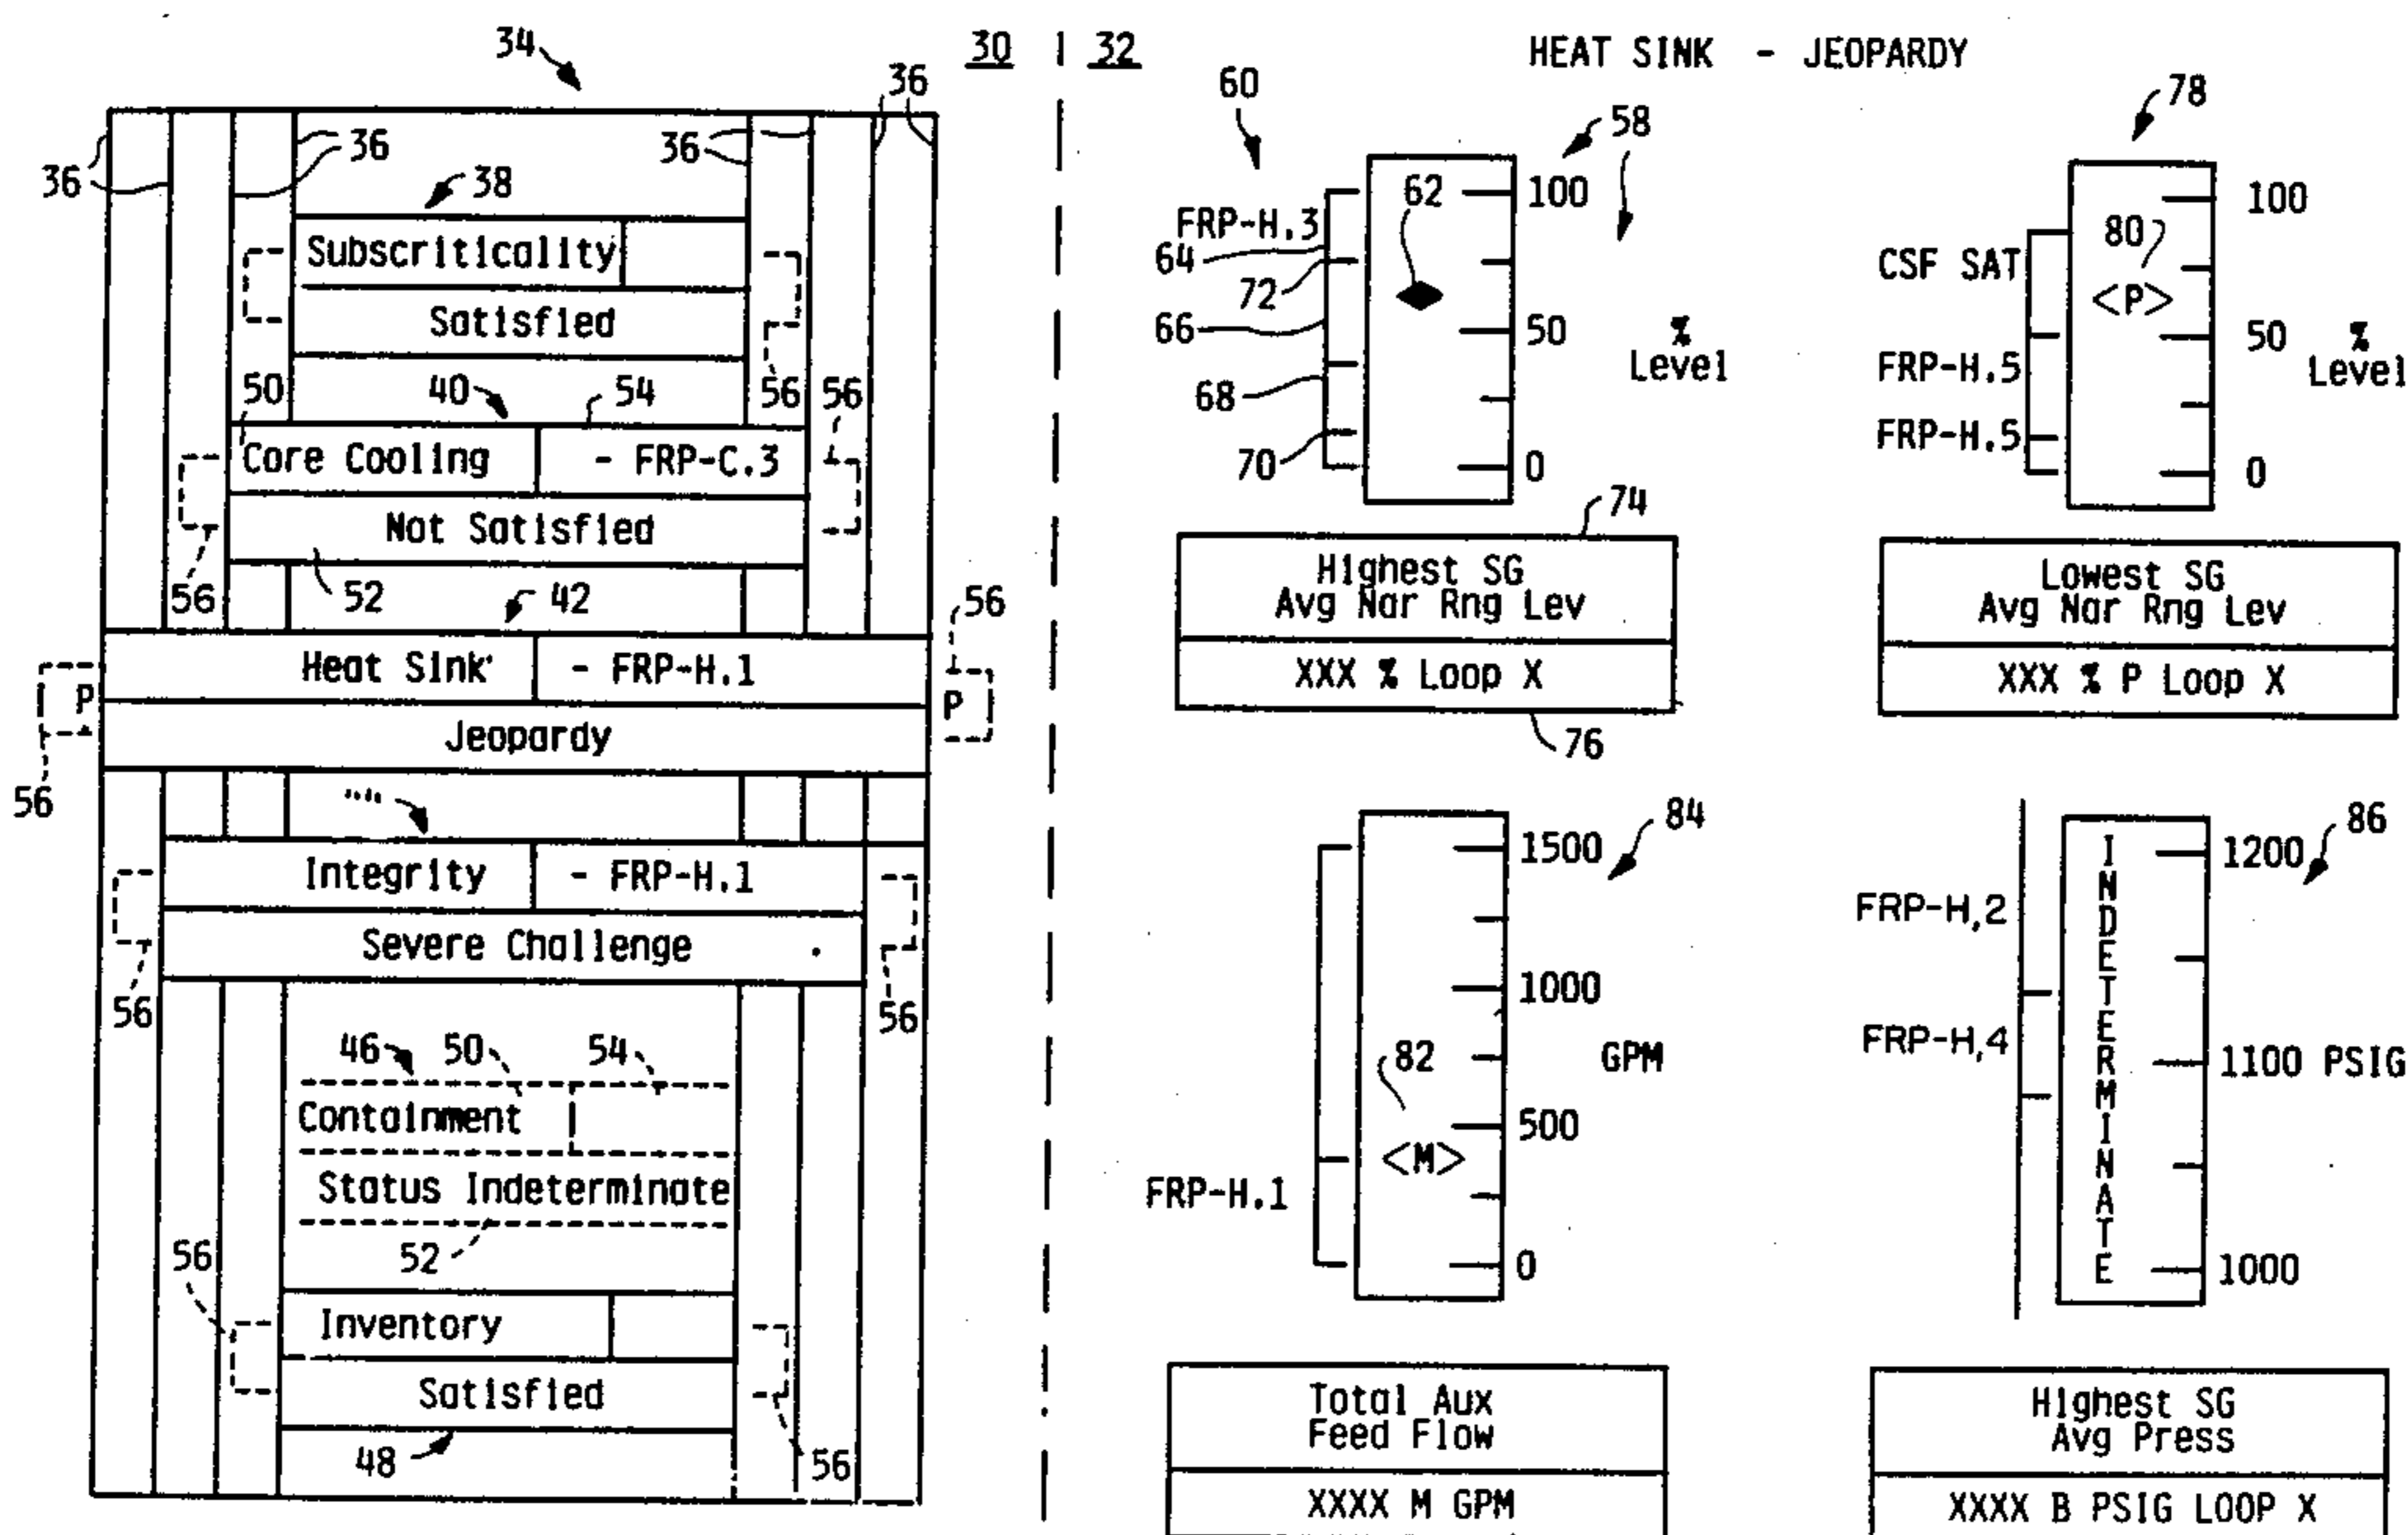 34
30
32
HEAT SINK - JEOPARDY
36
36
36
36
38
Subscriticality
Satisfied
56
56
50
40
54
Core Cooling
- FRP-C.3
Not Satisfied
56
52
42
56
Heat Sink
- FRP-H.1
P
P
Jeopardy
56
Integrity
- FRP-H.1
Severe Challenge
56
56
46
50
54
Containment
Status Indeterminate
52
56
Inventory
Satisfied
48
56
60
58
62
100
FRP-H.3
64
72
66
50
%
Level
68
70
0
74
Highest SG
Avg Nar Rng Lev
XXX % Loop X
76
78
100
80
CSF SAT
<P>
50
%
Level
FRP-H.5
FRP-H.5
0
Lowest SG
Avg Nar Rng Lev
XXX % P Loop X
84
1500
1000
82
GPM
500
<M>
FRP-H.1
0
Total Aux
Feed Flow
XXXX M GPM
86
1200
INDETERMINATE
FRP-H,2
FRP-H,4
1100 PSIG
1000
Highest SG
Avg Press
XXXX B PSIG LOOP X